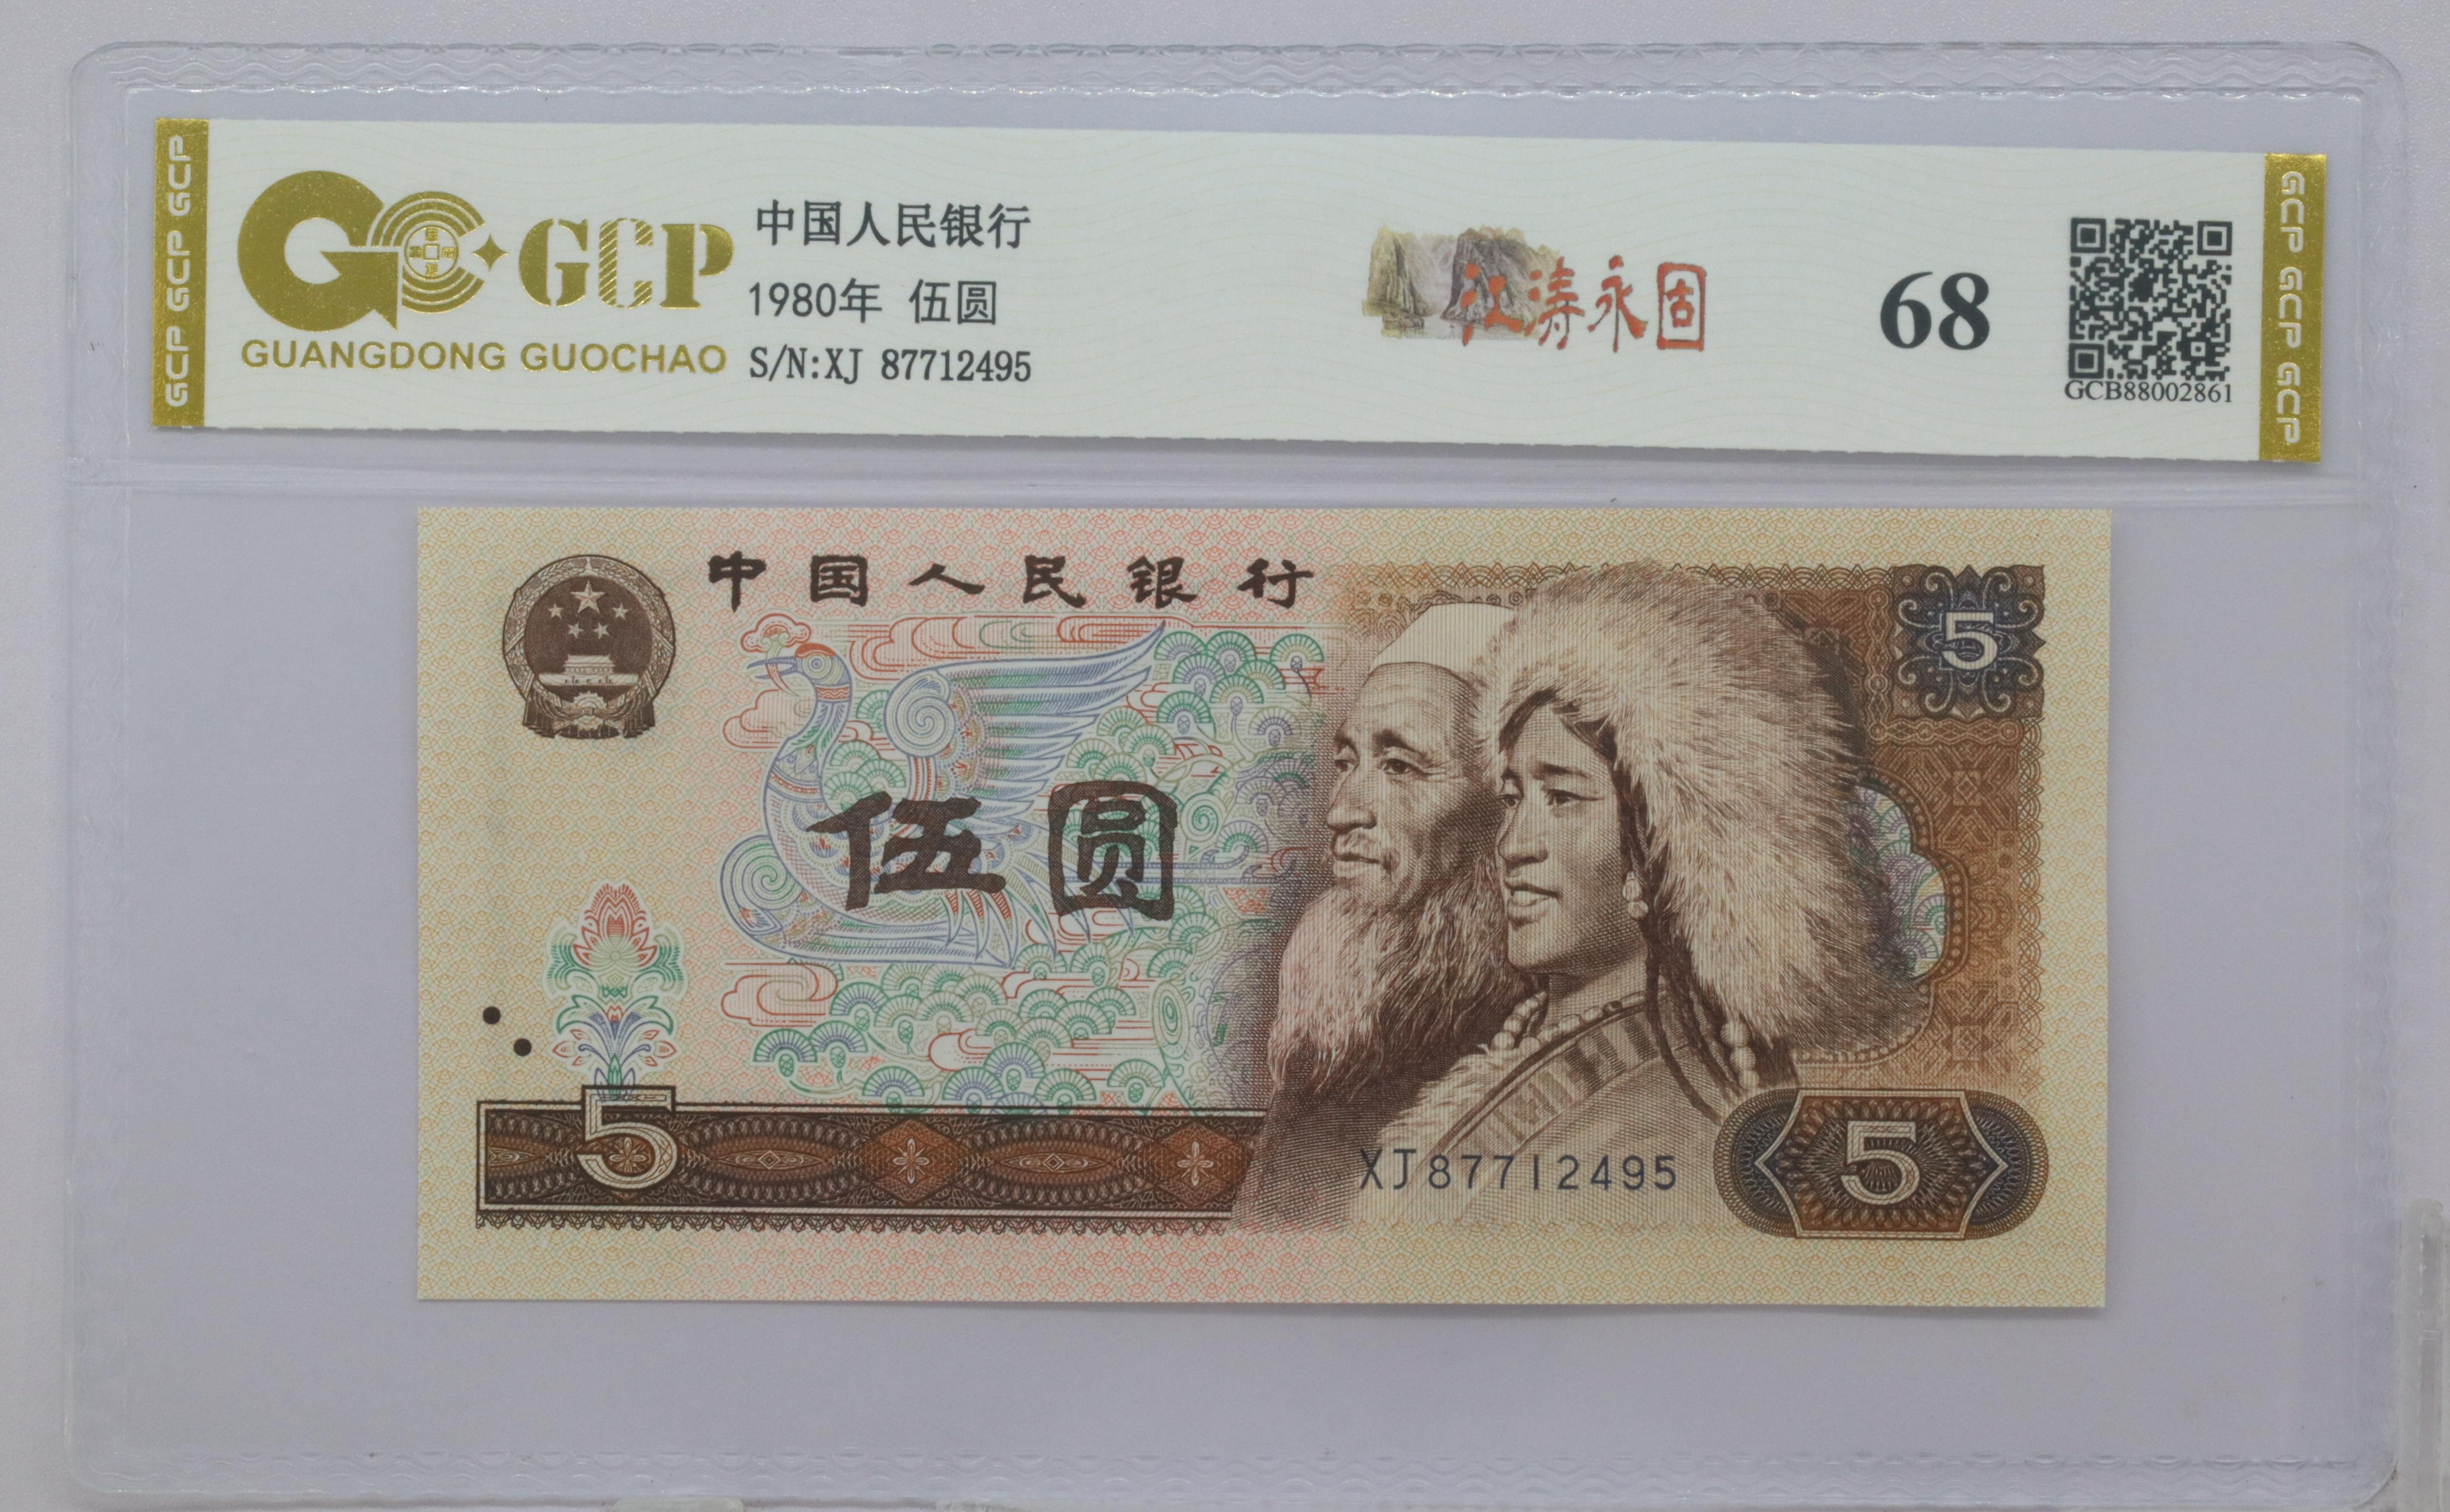 GCP GCP GCP
GCP
GUANGDONG GUOCHAO
中国人民银行
1980年 伍圆
S/N:XJ 87712495
江涛永固
68
GCB88002861
GCP GCP GCP
中国人民银行
5
伍圆
5
XJ87712495
5